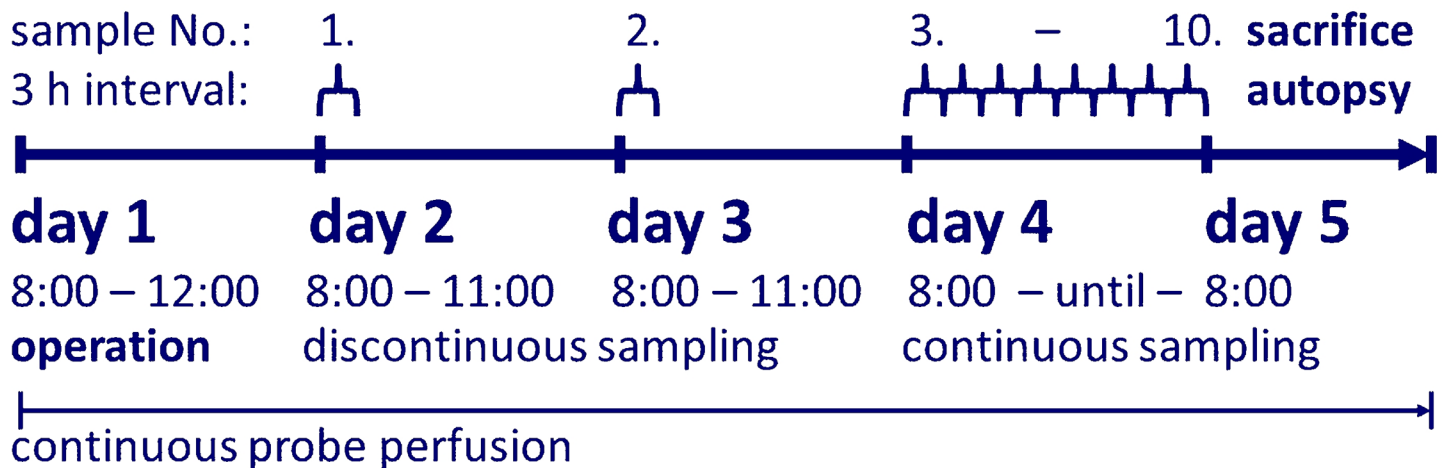 sample No.: 1. 2. 3. – 10. sacrifice
3 h interval: autopsy
day 1 day 2 day 3 day 4 day 5
8:00 – 12:00 8:00 – 11:00 8:00 – 11:00 8:00 – until – 8:00
operation discontinuous sampling continuous sampling
continuous probe perfusion